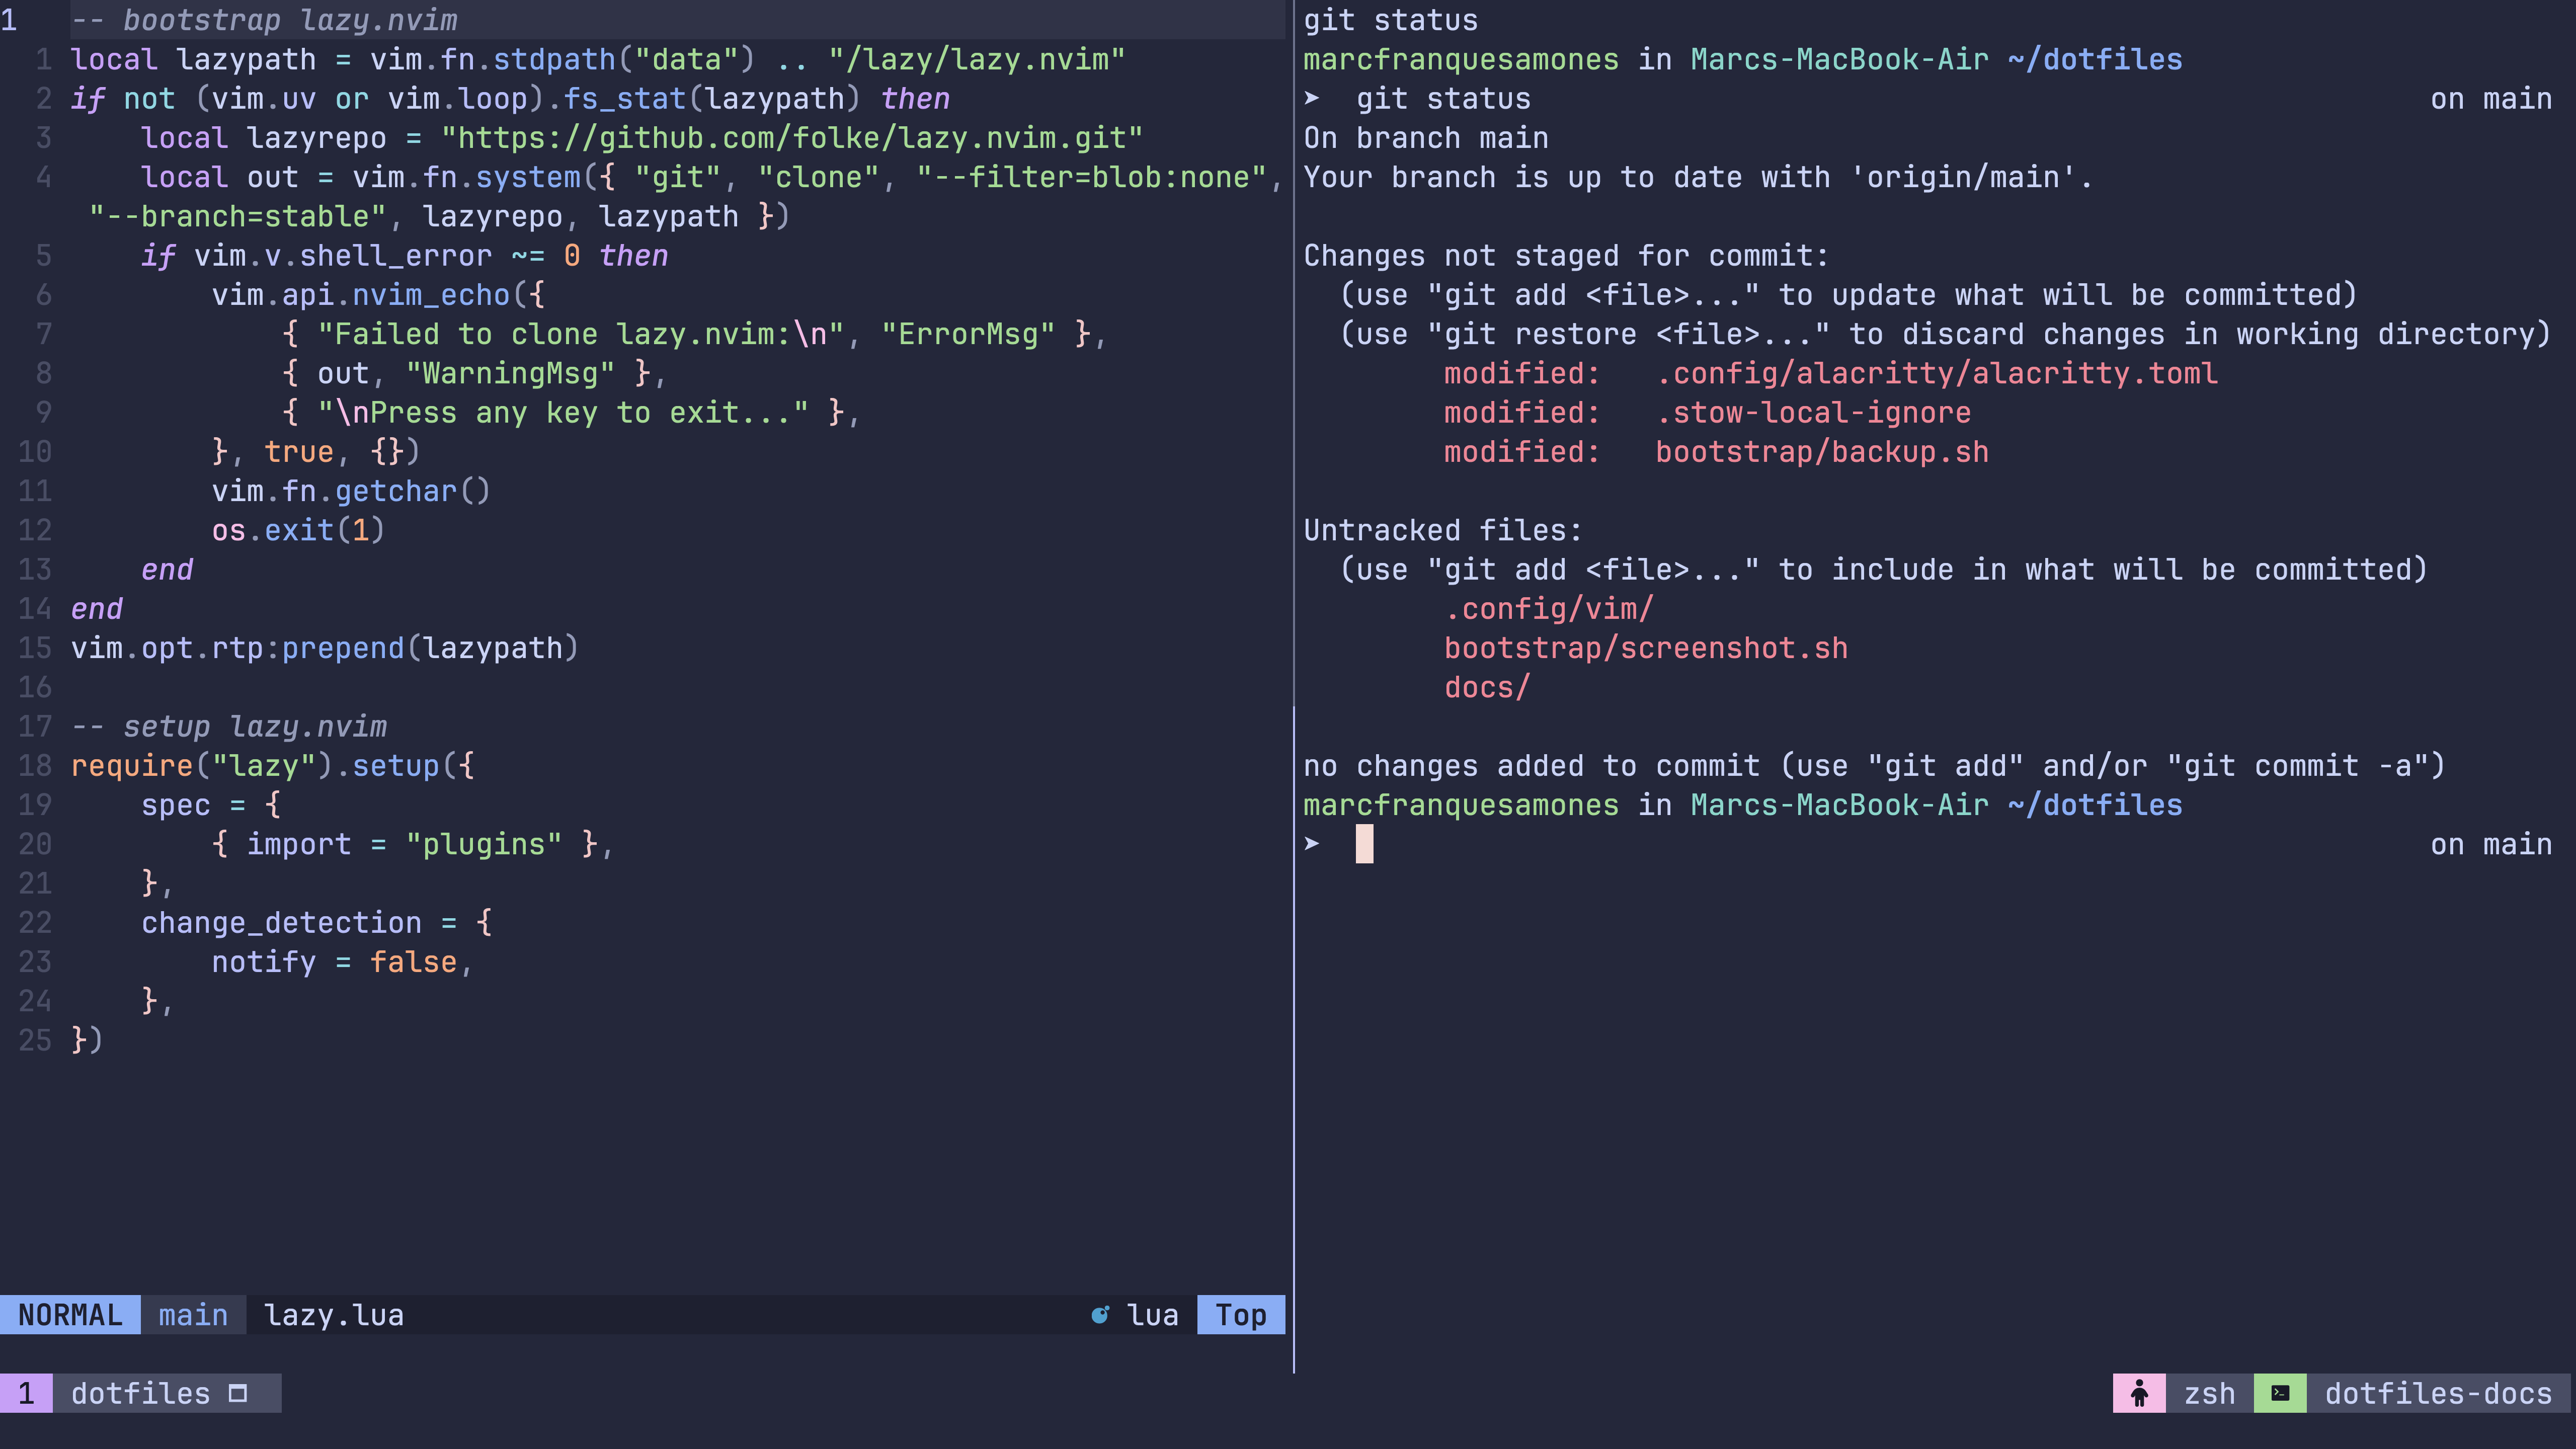 1   -- bootstrap lazy.nvim
  1 local lazypath = vim.fn.stdpath("data") .. "/lazy/lazy.nvim"
  2 if not (vim.uv or vim.loop).fs_stat(lazypath) then
  3     local lazyrepo = "https://github.com/folke/lazy.nvim.git"
  4     local out = vim.fn.system({ "git", "clone", "--filter=blob:none",
     "--branch=stable", lazyrepo, lazypath })
  5     if vim.v.shell_error ~= 0 then
  6         vim.api.nvim_echo({
  7             { "Failed to clone lazy.nvim:\n", "ErrorMsg" },
  8             { out, "WarningMsg" },
  9             { "\nPress any key to exit..." },
 10         }, true, {})
 11         vim.fn.getchar()
 12         os.exit(1)
 13     end
 14 end
 15 vim.opt.rtp:prepend(lazypath)
 16
 17 -- setup lazy.nvim
 18 require("lazy").setup({
 19     spec = {
 20         { import = "plugins" },
 21     },
 22     change_detection = {
 23         notify = false,
 24     },
 25 })
NORMAL main lazy.lua lua Top
git status
marcfranquesamones in Marcs-MacBook-Air ~/dotfiles
➤  git status on main
On branch main
Your branch is up to date with 'origin/main'.
Changes not staged for commit:
  (use "git add <file>..." to update what will be committed)
  (use "git restore <file>..." to discard changes in working directory)
        modified:   .config/alacritty/alacritty.toml
        modified:   .stow-local-ignore
        modified:   bootstrap/backup.sh
Untracked files:
  (use "git add <file>..." to include in what will be committed)
        .config/vim/
        bootstrap/screenshot.sh
        docs/
no changes added to commit (use "git add" and/or "git commit -a")
marcfranquesamones in Marcs-MacBook-Air ~/dotfiles
➤ on main
1 dotfiles zsh dotfiles-docs